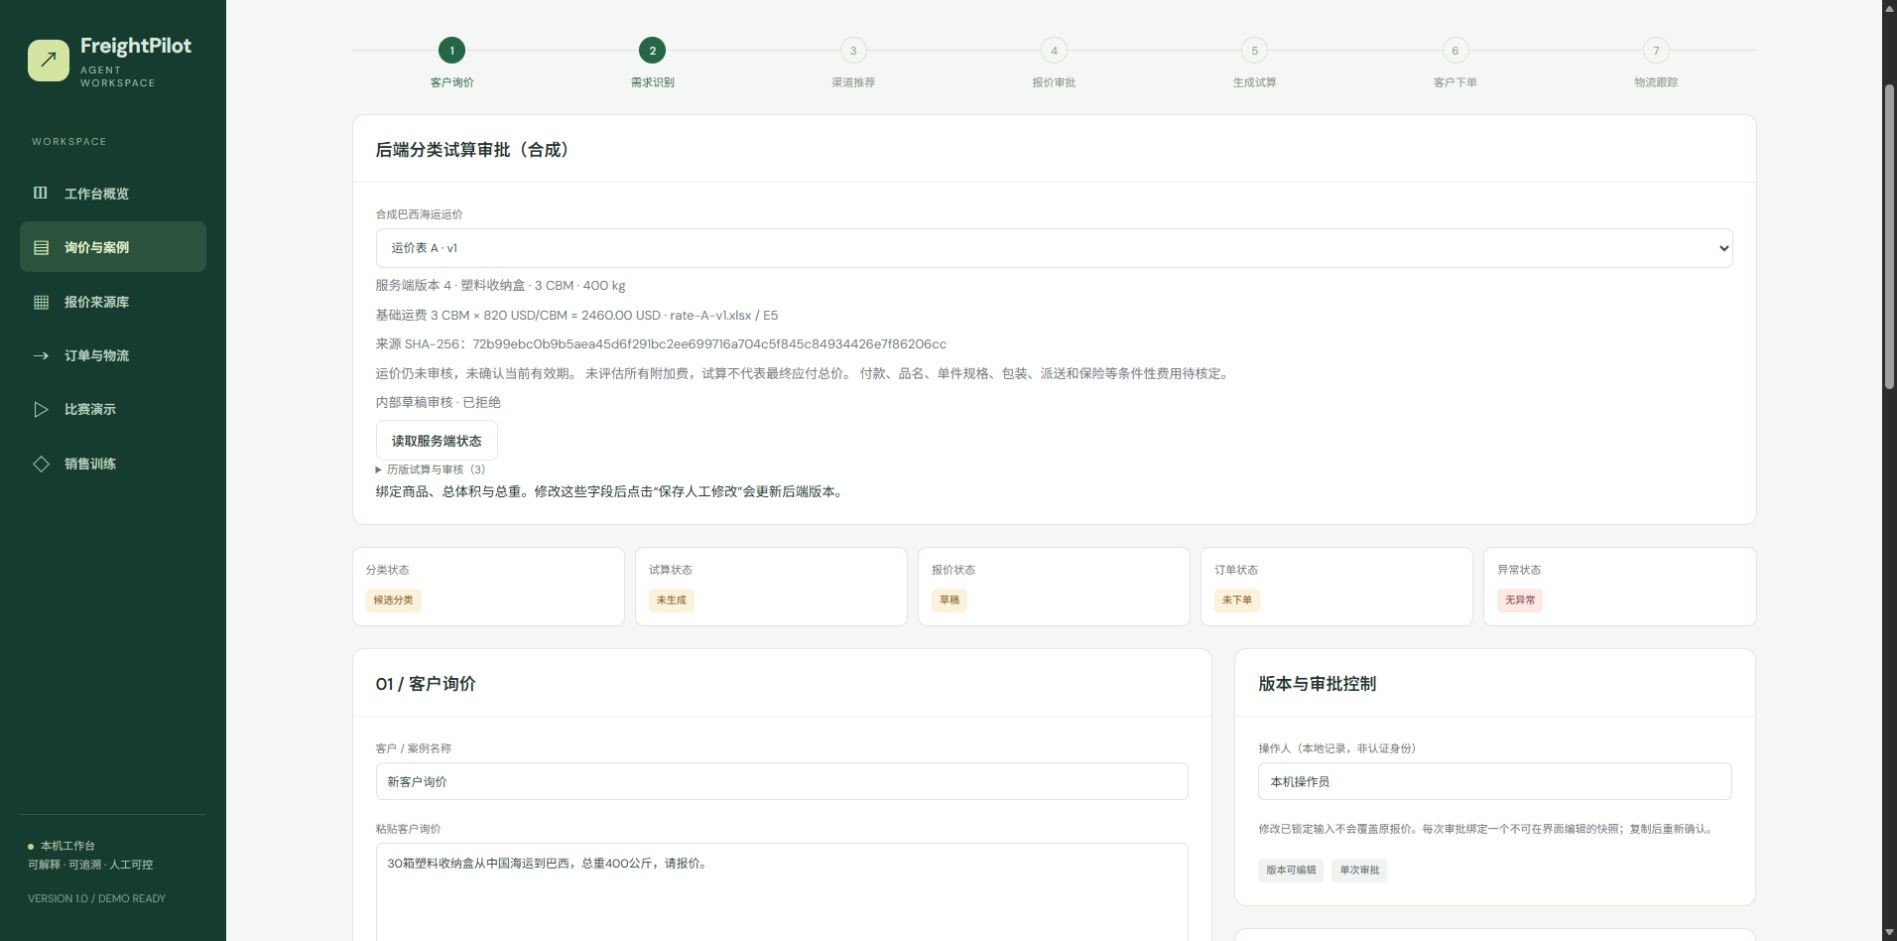 FreightPilot
AGENT
WORKSPACE
WORKSPACE
工作台概览
询价与案例
报价来源库
订单与物流
比赛演示
销售训练
本机工作台
可解释 · 可追溯 · 人工可控
VERSION 1.0 / DEMO READY
1
2
3
4
5
6
7
客户询价
需求识别
渠道推荐
报价审批
生成试算
客户下单
物流跟踪
后端分类试算审批（合成）
合成巴西海运运价
运价表 A · v1
服务端版本 4 · 塑料收纳盒 · 3 CBM · 400 kg
基础运费 3 CBM × 820 USD/CBM = 2460.00 USD · rate-A-v1.xlsx / E5
来源 SHA-256：72b99ebc0b9b5aea45d6f291bc2ee699716a704c5f845c84934426e7f86206cc
运价仍未审核，未确认当前有效期。 未评估所有附加费，试算不代表最终应付总价。 付款、品名、单件规格、包装、派送和保险等条件性费用待核定。
内部草稿审核 · 已拒绝
读取服务端状态
历版试算与审核（3）
绑定商品、总体积与总重。修改这些字段后点击“保存人工修改”会更新后端版本。
分类状态
候选分类
试算状态
未生成
报价状态
草稿
订单状态
未下单
异常状态
无异常
01 / 客户询价
客户 / 案例名称
新客户询价
粘贴客户询价
30箱塑料收纳盒从中国海运到巴西，总重400公斤，请报价。
版本与审批控制
操作人（本地记录，非认证身份）
本机操作员
修改已锁定输入不会覆盖原报价。每次审批绑定一个不可在界面编辑的快照；复制后重新确认。
版本可编辑
单次审批